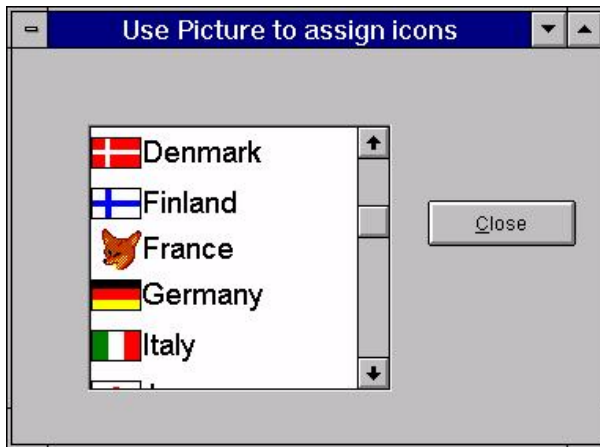 Use Picture to assign icons
Denmark
Finland
France
Germany
Italy
Close